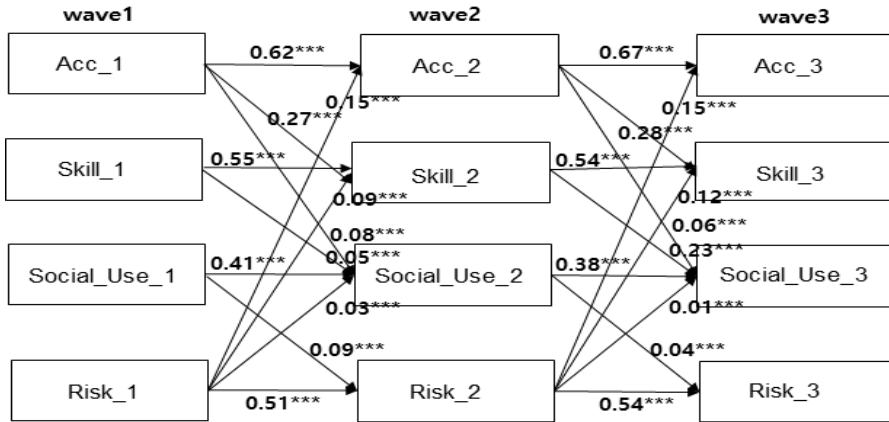 wave1 wave2 wave3
Acc_1 0.62*** Acc_2 0.67*** Acc_3
0.15*** 0.15***
0.27*** 0.28***
Skill_1 0.55*** Skill_2 0.54*** Skill_3
0.09*** 0.12***
0.08*** 0.06***
0.05*** 0.23***
Social_Use_1 0.41*** Social_Use_2 0.38*** Social_Use_3
0.03*** 0.01***
0.09*** 0.04***
Risk_1 0.51*** Risk_2 0.54*** Risk_3